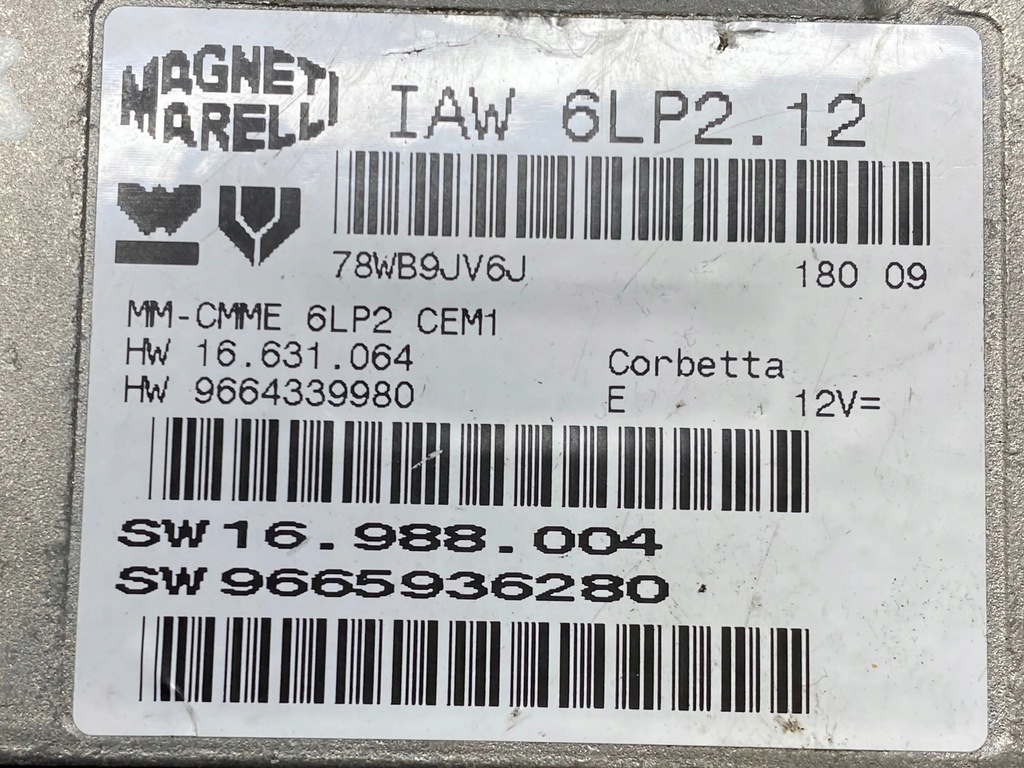 MAGNETI
MARELLI
IAW 6LP2.12
78WB9JV6J 180 09
MM-CMME 6LP2 CEM1
HW 16.631.064 Corbetta
HW 9664339980 E 12V=
SW 16.988.004
SW 9665936280